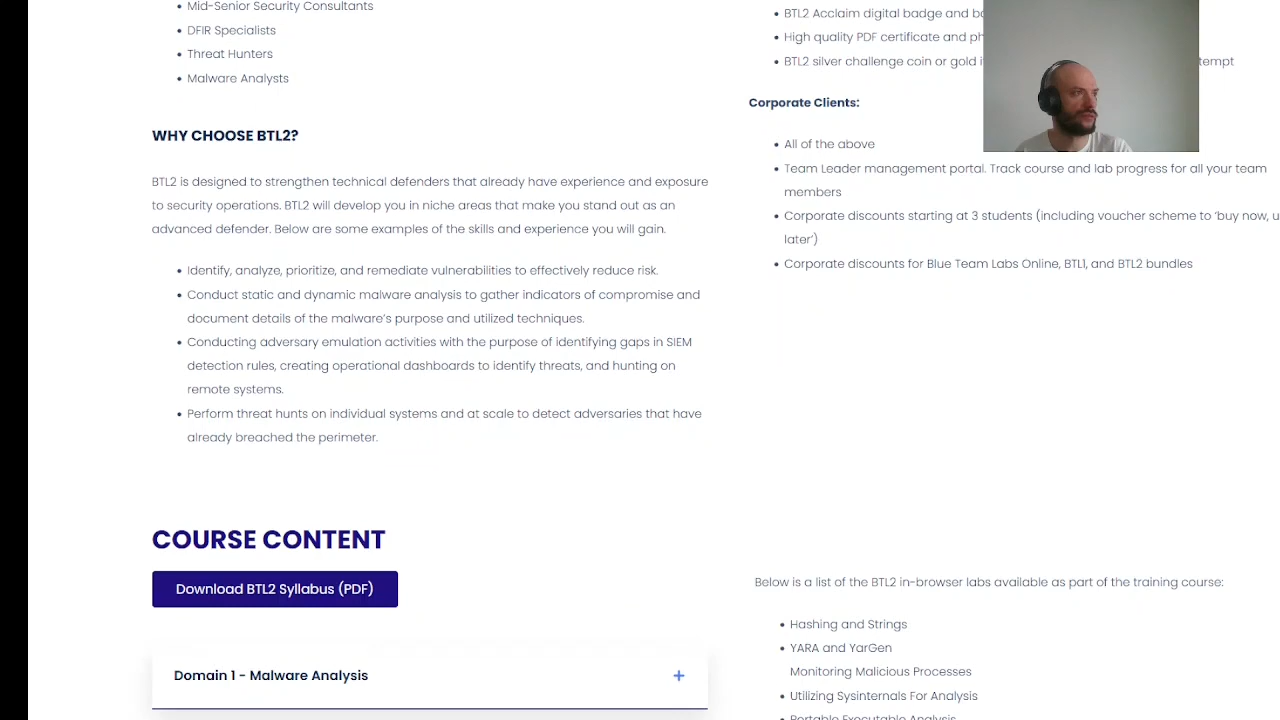 Mid-Senior Security Consultants
DFIR Specialists
Threat Hunters
Malware Analysts
WHY CHOOSE BTL2?
BTL2 is designed to strengthen technical defenders that already have experience and exposure
to security operations. BTL2 will develop you in niche areas that make you stand out as an
advanced defender. Below are some examples of the skills and experience you will gain.
Identify, analyze, prioritize, and remediate vulnerabilities to effectively reduce risk.
Conduct static and dynamic malware analysis to gather indicators of compromise and
document details of the malware's purpose and utilized techniques.
Conducting adversary emulation activities with the purpose of identifying gaps in SIEM
detection rules, creating operational dashboards to identify threats, and hunting on
remote systems.
Perform threat hunts on individual systems and at scale to detect adversaries that have
already breached the perimeter.
BTL2 Acclaim digital badge and
High quality PDF certificate and
BTL2 silver challenge coin or gold
Corporate Clients:
All of the above
Team Leader management portal. Track course and lab progress for all your team
members
Corporate discounts starting at 3 students (including voucher scheme to 'buy now,
later')
Corporate discounts for Blue Team Labs Online, BTL1, and BTL2 bundles
COURSE CONTENT
Download BTL2 Syllabus (PDF)
Domain 1 - Malware Analysis +
Below is a list of the BTL2 in-browser labs available as part of the training course:
Hashing and Strings
YARA and YarGen
Monitoring Malicious Processes
Utilizing Sysinternals For Analysis
Portable Executable Analysis